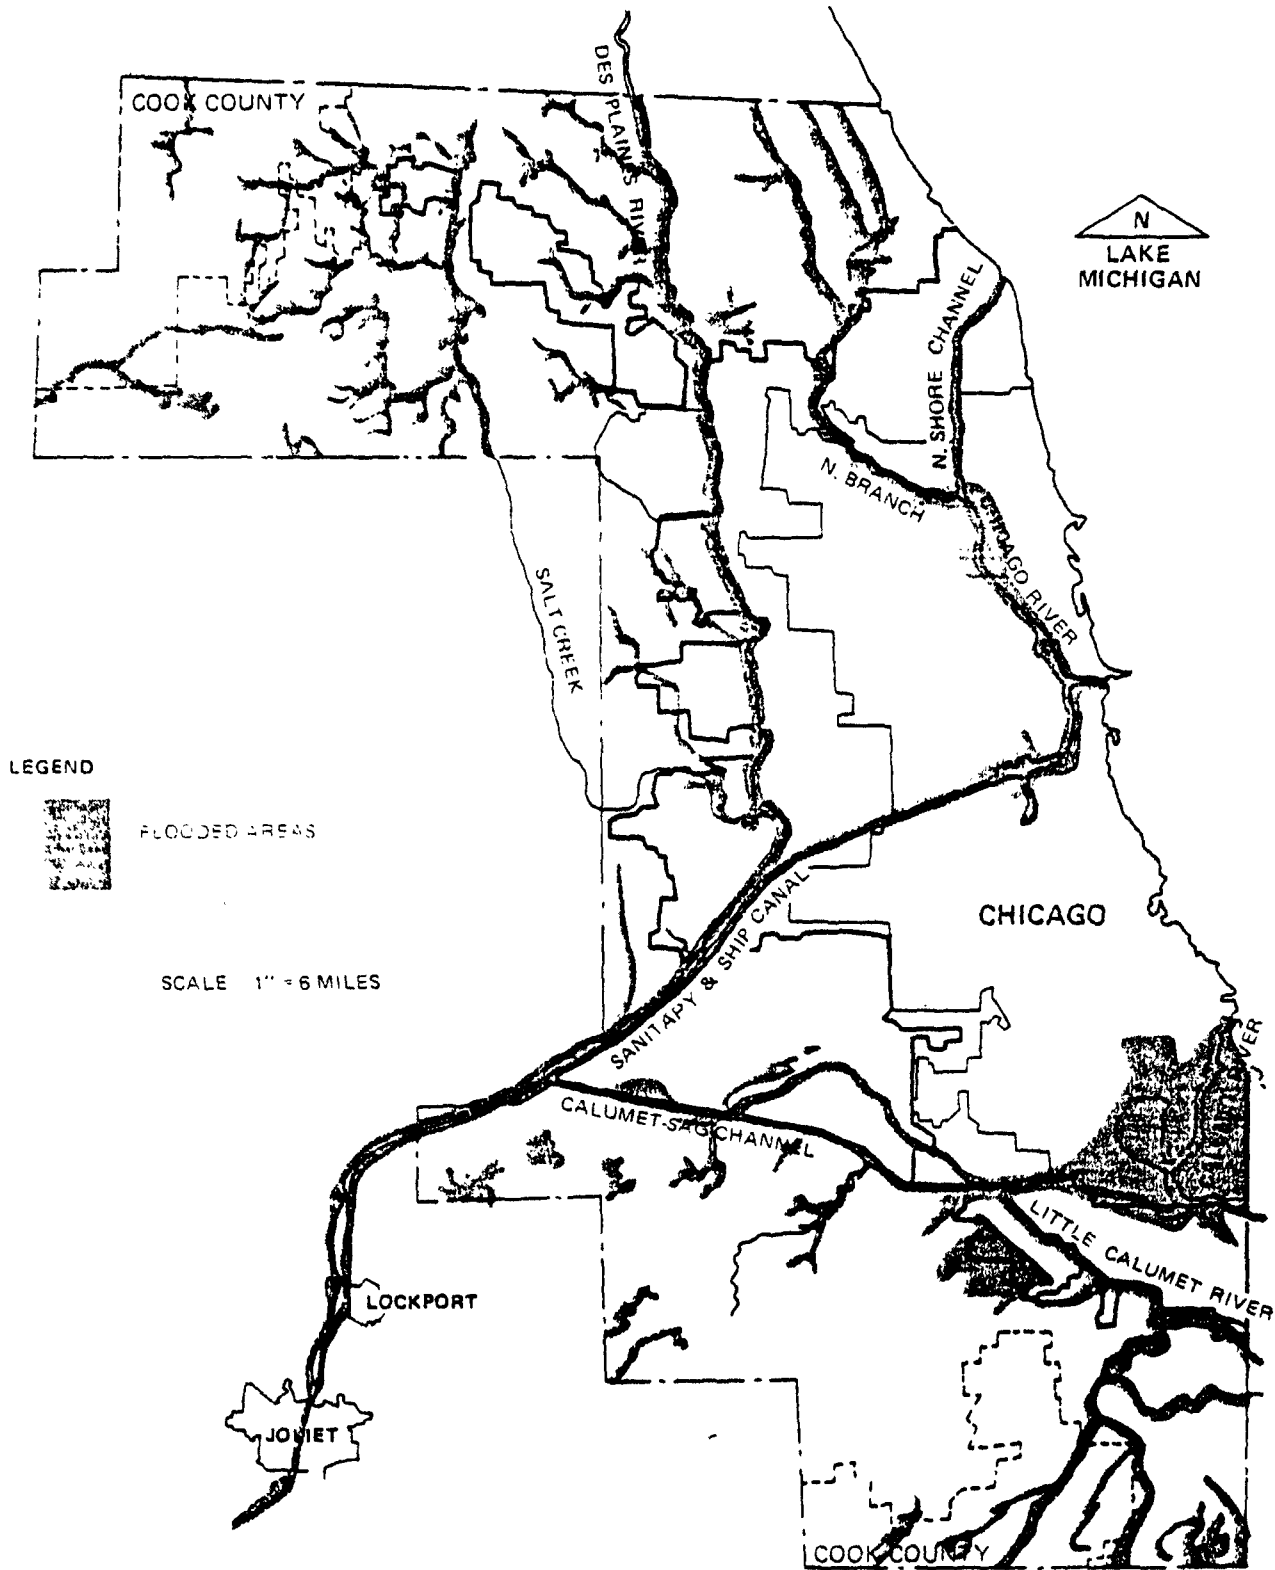 DES PLAINES RIVER
COOK COUNTY
N
LAKE
MICHIGAN
N. SHORE CHANNEL
N. BRANCH
CHICAGO RIVER
SALT CREEK
LEGEND
FLOODED AREAS
SCALE 1" = 6 MILES
CHICAGO
SANITARY & SHIP CANAL
CALUMET-SAG CHANNEL
LITTLE CALUMET RIVER
LOCKPORT
JOLIET
COOK COUNTY